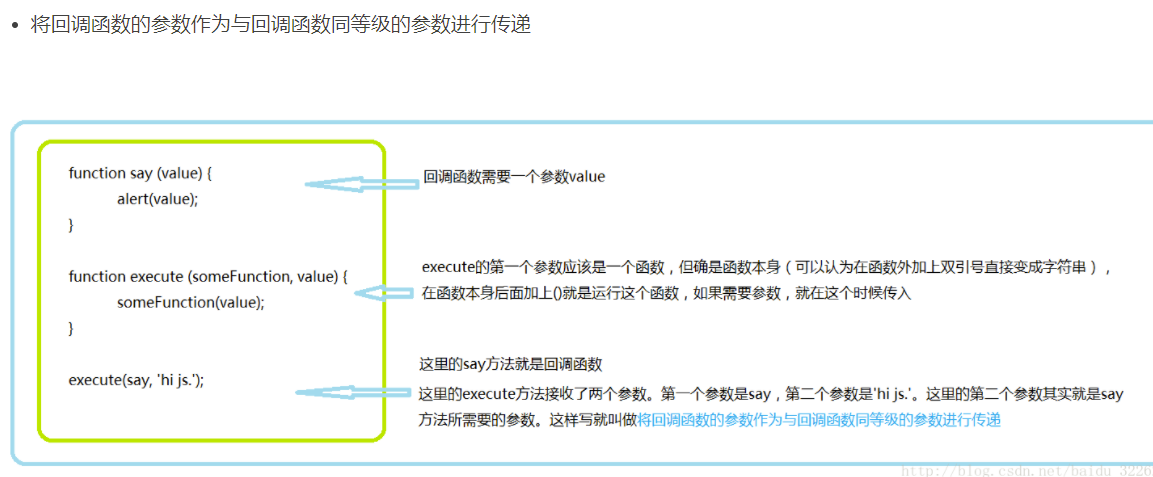 将回调函数的参数作为与回调函数同等级的参数进行传递
function say (value) {
alert(value);
}
回调函数需要一个参数value
function execute (someFunction, value) {
someFunction(value);
}
execute的第一个参数应该是一个函数，但确是函数本身（可以认为在函数外加上双引号直接变成字符串），
在函数本身后面加上()就是运行这个函数，如果需要参数，就在这个时候传入
execute(say, 'hi js.');
这里的say方法就是回调函数
这里的execute方法接收了两个参数。第一个参数是say，第二个参数是'hi js.'。这里的第二个参数其实就是say
方法所需要的参数。这样写就叫做将回调函数的参数作为与回调函数同等级的参数进行传递
http://blog.csdn.net/baidu_3226